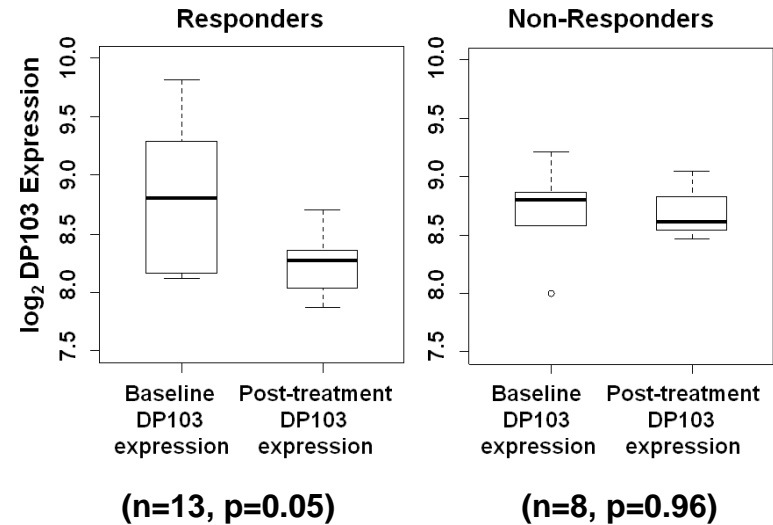 Responders
Non-Responders
log₂ DP103 Expression
10.0
9.5
9.0
8.5
8.0
7.5
10.0
9.5
9.0
8.5
8.0
7.5
Baseline DP103 expression
Post-treatment DP103 expression
Baseline DP103 expression
Post-treatment DP103 expression
(n=13, p=0.05)
(n=8, p=0.96)